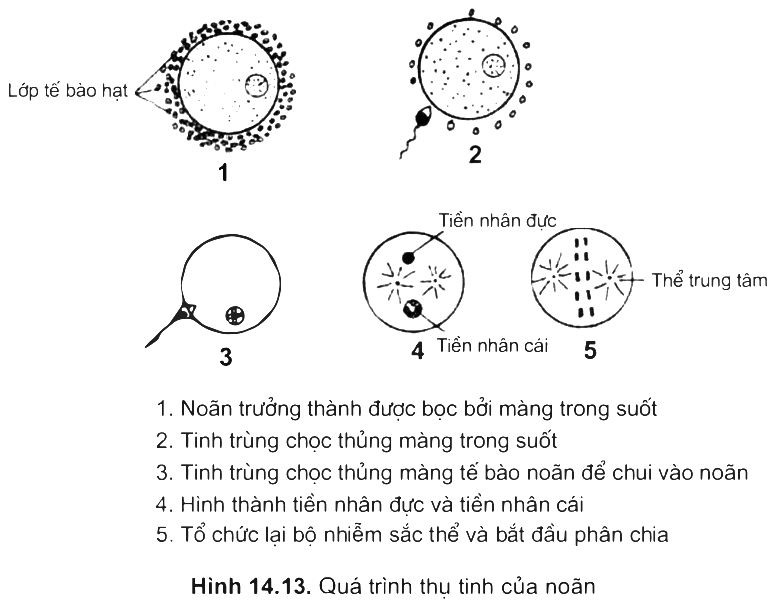 Lớp tế bào hạt
1
2
Tiền nhân đực
Thể trung tâm
Tiền nhân cái
3
4
5
1. Noãn trưởng thành được bọc bởi màng trong suốt
2. Tinh trùng chọc thủng màng trong suốt
3. Tinh trùng chọc thủng màng tế bào noãn để chui vào noãn
4. Hình thành tiền nhân đực và tiền nhân cái
5. Tổ chức lại bộ nhiễm sắc thể và bắt đầu phân chia
Hình 14.13. Quá trình thụ tinh của noãn